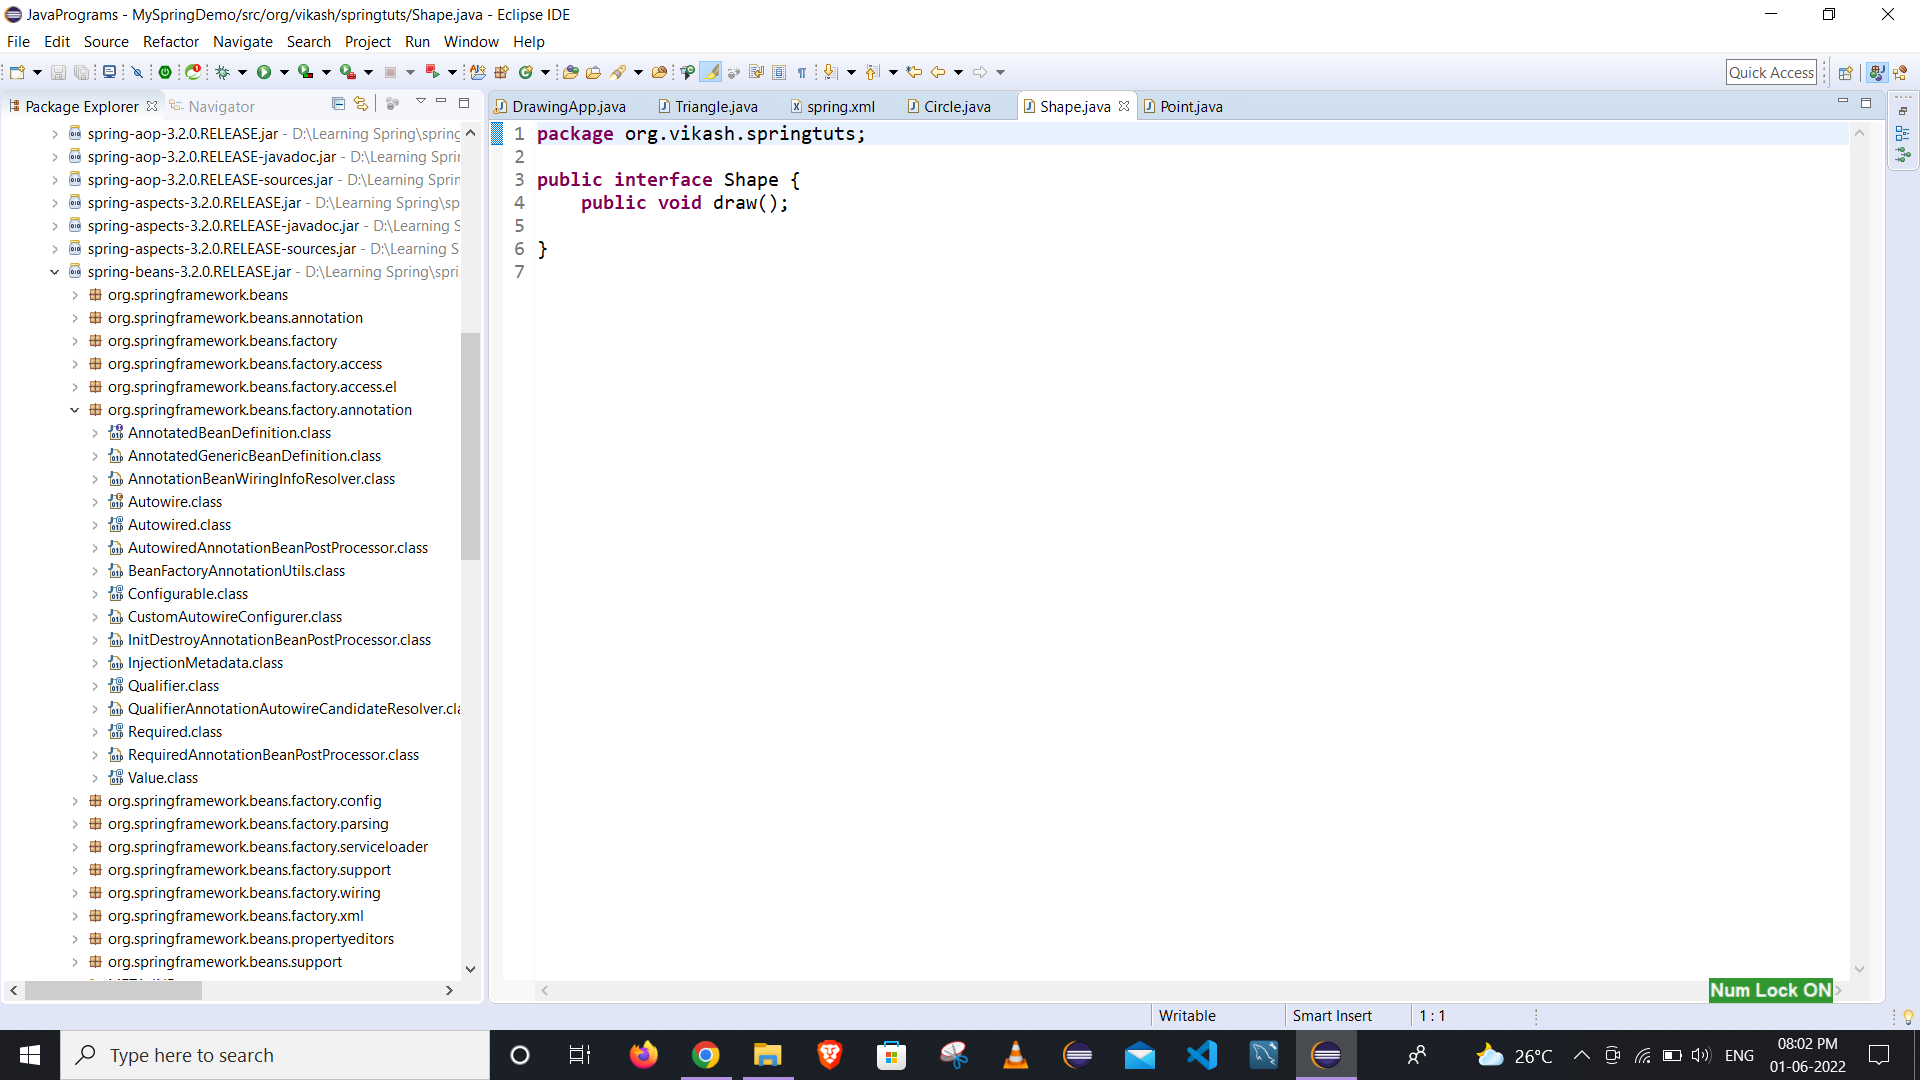 JavaPrograms - MySpringDemo/src/org/vikash/springtuts/Shape.java - Eclipse IDE
File Edit Source Refactor Navigate Search Project Run Window Help
Quick Access
Package Explorer
Navigator
DrawingApp.java
Triangle.java
spring.xml
Circle.java
Shape.java
Point.java
spring-aop-3.2.0.RELEASE.jar - D:\Learning Spring\spring
spring-aop-3.2.0.RELEASE-javadoc.jar - D:\Learning Sprir
spring-aop-3.2.0.RELEASE-sources.jar - D:\Learning Sprin
spring-aspects-3.2.0.RELEASE.jar - D:\Learning Spring\sp
spring-aspects-3.2.0.RELEASE-javadoc.jar - D:\Learning S
spring-aspects-3.2.0.RELEASE-sources.jar - D:\Learning S
spring-beans-3.2.0.RELEASE.jar - D:\Learning Spring\spri
org.springframework.beans
org.springframework.beans.annotation
org.springframework.beans.factory
org.springframework.beans.factory.access
org.springframework.beans.factory.access.el
org.springframework.beans.factory.annotation
AnnotatedBeanDefinition.class
AnnotatedGenericBeanDefinition.class
AnnotationBeanWiringInfoResolver.class
Autowire.class
Autowired.class
AutowiredAnnotationBeanPostProcessor.class
BeanFactoryAnnotationUtils.class
Configurable.class
CustomAutowireConfigurer.class
InitDestroyAnnotationBeanPostProcessor.class
InjectionMetadata.class
Qualifier.class
QualifierAnnotationAutowireCandidateResolver.cla
Required.class
RequiredAnnotationBeanPostProcessor.class
Value.class
org.springframework.beans.factory.config
org.springframework.beans.factory.parsing
org.springframework.beans.factory.serviceloader
org.springframework.beans.factory.support
org.springframework.beans.factory.wiring
org.springframework.beans.factory.xml
org.springframework.beans.propertyeditors
org.springframework.beans.support
1 package org.vikash.springtuts;
2
3 public interface Shape {
4 public void draw();
5
6 }
7
Num Lock ON
Writable
Smart Insert
1 : 1
Type here to search
26°C
ENG
08:02 PM
01-06-2022